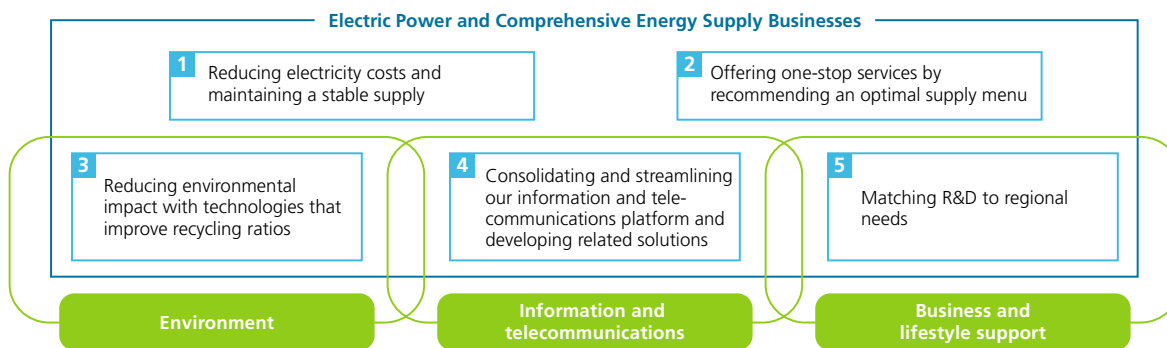 Electric Power and Comprehensive Energy Supply Businesses
1
Reducing electricity costs and
maintaining a stable supply
2
Offering one-stop services by
recommending an optimal supply menu
3
Reducing environmental
impact with technologies that
improve recycling ratios
4
Consolidating and streamlining
our information and tele-
communications platform and
developing related solutions
5
Matching R&D to regional
needs
Environment
Information and
telecommunications
Business and
lifestyle support